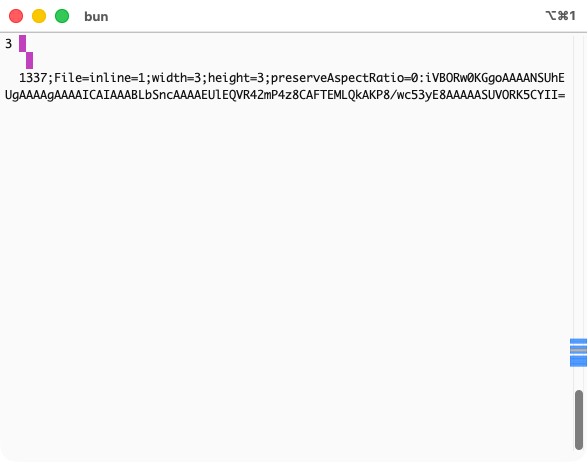 bun
⌥⌘1
3
1337;File=inline=1;width=3;height=3;preserveAspectRatio=0:iVBORw0KGgoAAAANSUhE
UgAAAAgAAAAICAIAAABLbSncAAAAEUlEQVR42mP4z8CAFTEMLQkAKP8/wc53yE8AAAAASUVORK5CYII=